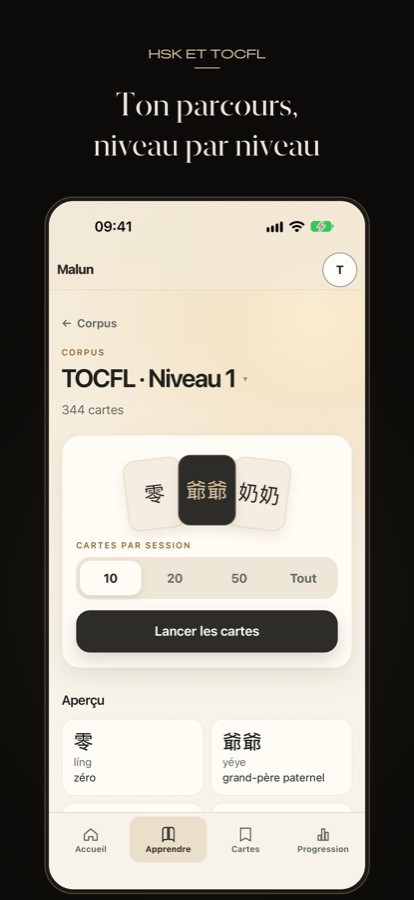 HSK ET TOCFL
Ton parcours,
niveau par niveau
09:41
Malun
T
← Corpus
CORPUS
TOCFL · Niveau 1
344 cartes
零
爺爺
奶奶
CARTES PAR SESSION
10
20
50
Tout
Lancer les cartes
Aperçu
零
líng
zéro
爺爺
yéye
grand-père paternel
Accueil
Apprendre
Cartes
Progression